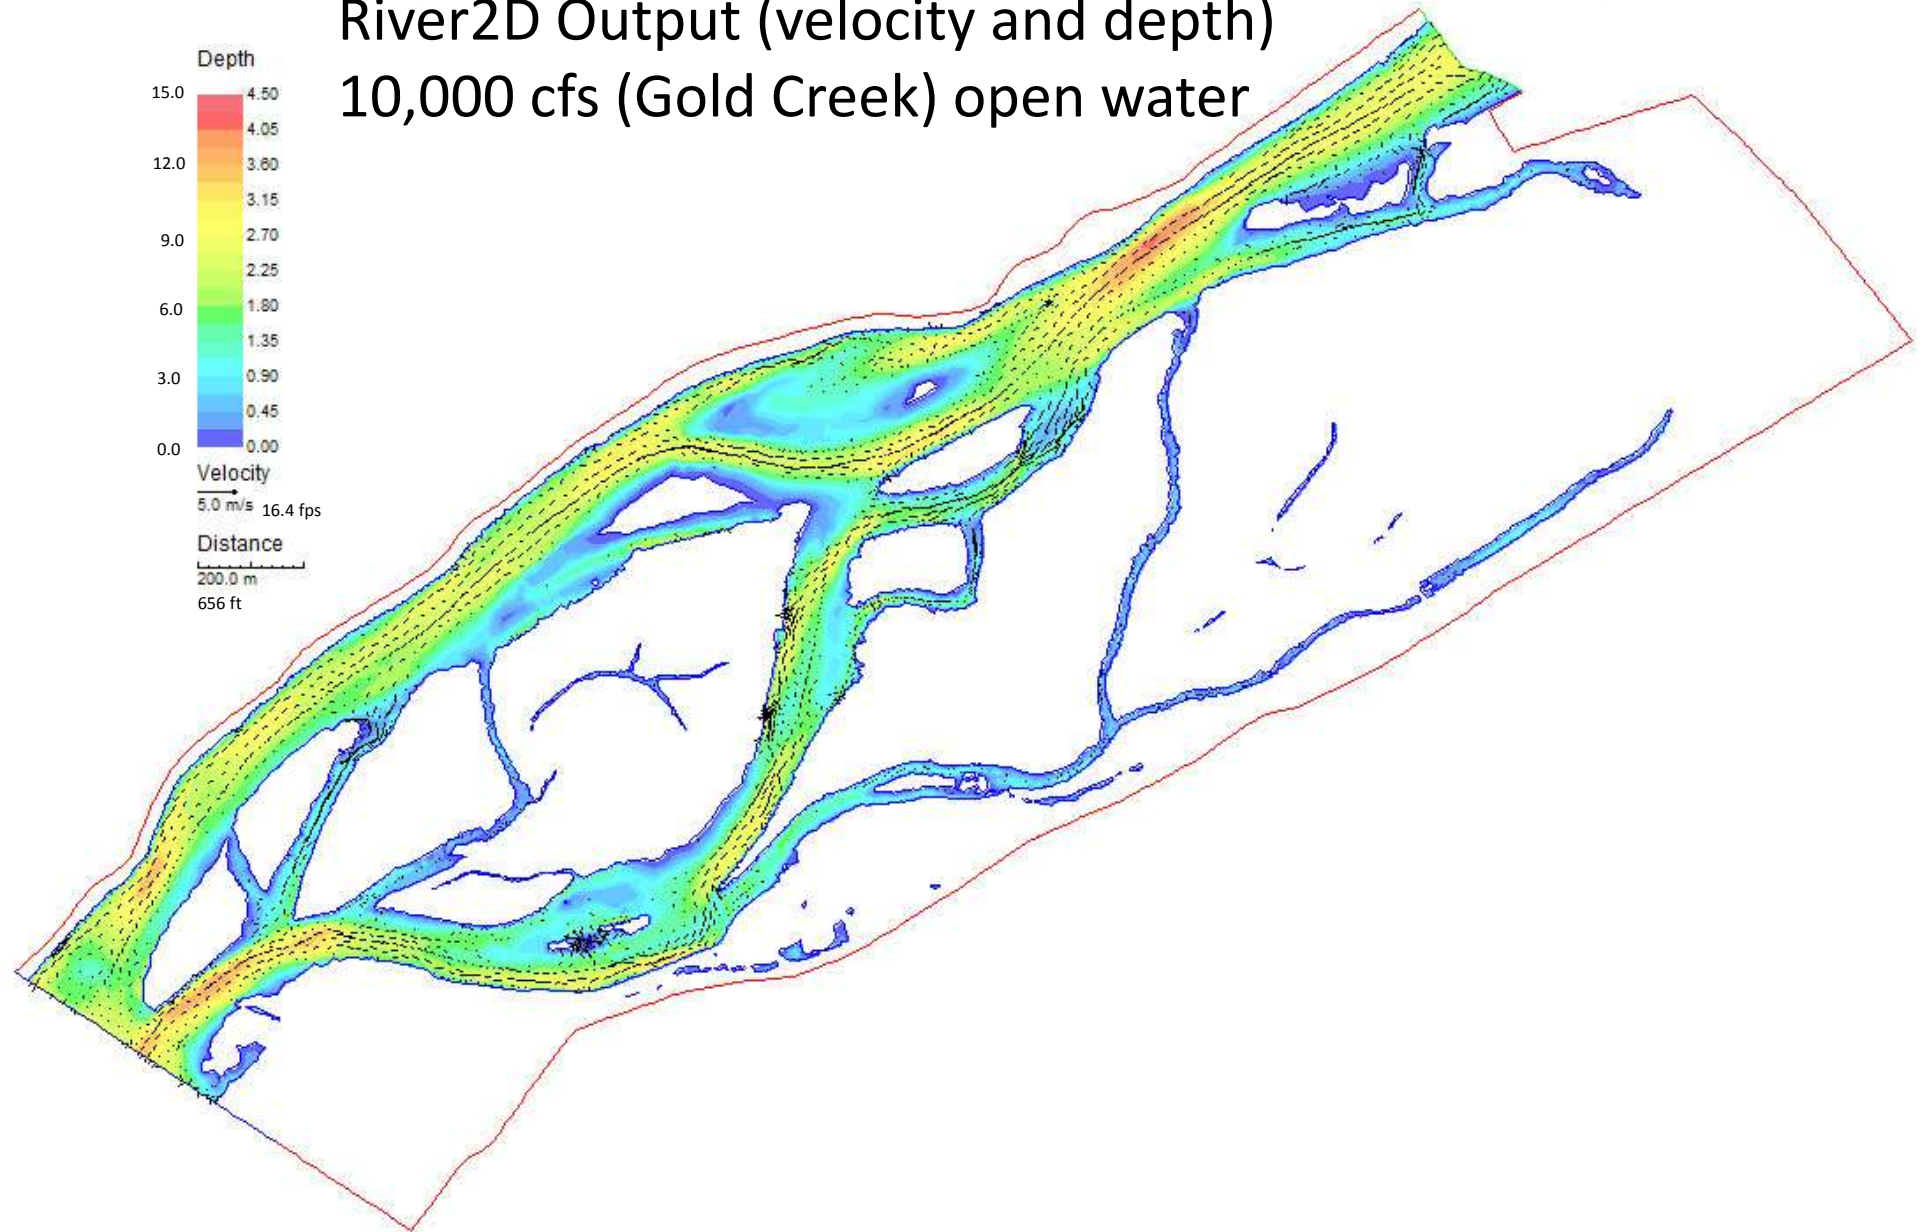 River2D Output (velocity and depth)
10,000 cfs (Gold Creek) open water
Depth
15.0 4.50
4.05
12.0 3.60
3.15
9.0 2.70
2.25
6.0 1.80
1.35
3.0 0.90
0.45
0.0 0.00
Velocity
5.0 m/s 16.4 fps
Distance
200.0 m
656 ft